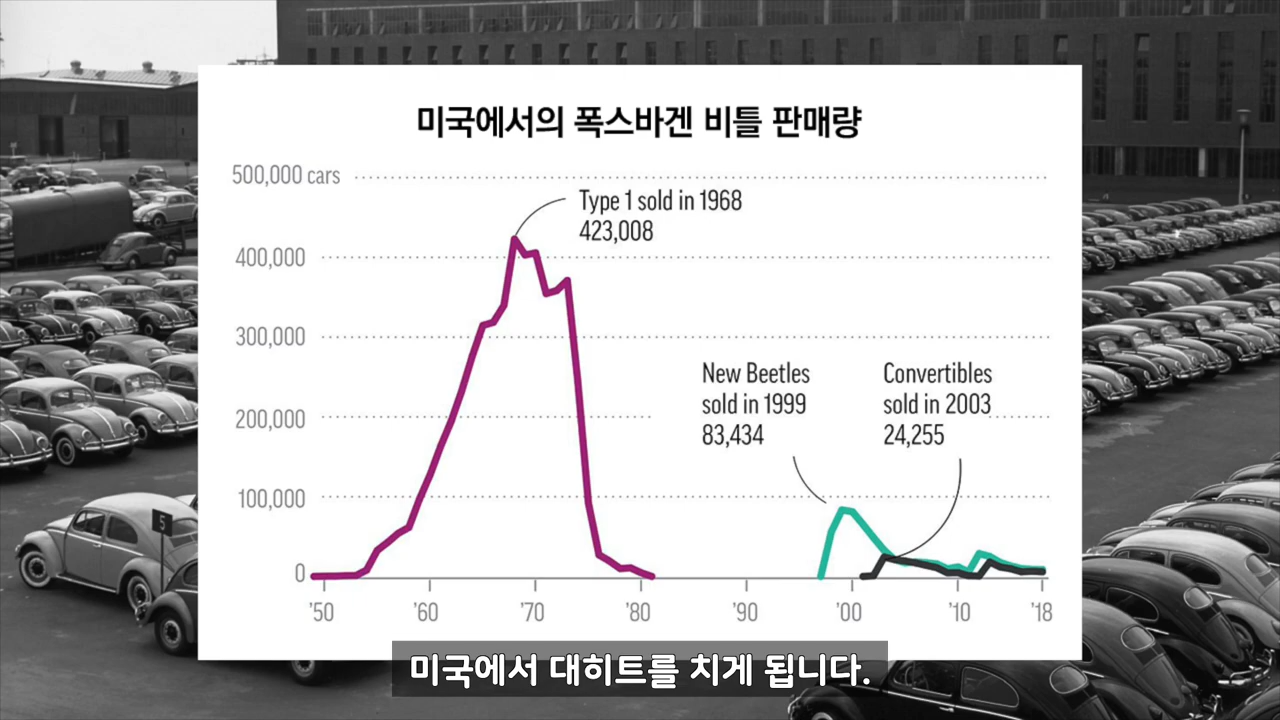 미국에서의 폭스바겐 비틀 판매량
500,000 cars
Type 1 sold in 1968
423,008
400,000
300,000
New Beetles
sold in 1999
83,434
Convertibles
sold in 2003
24,255
200,000
100,000
0
'50
'60
'70
'80
'90
'00
'10
'18
5
미국에서 대히트를 치게 됩니다.